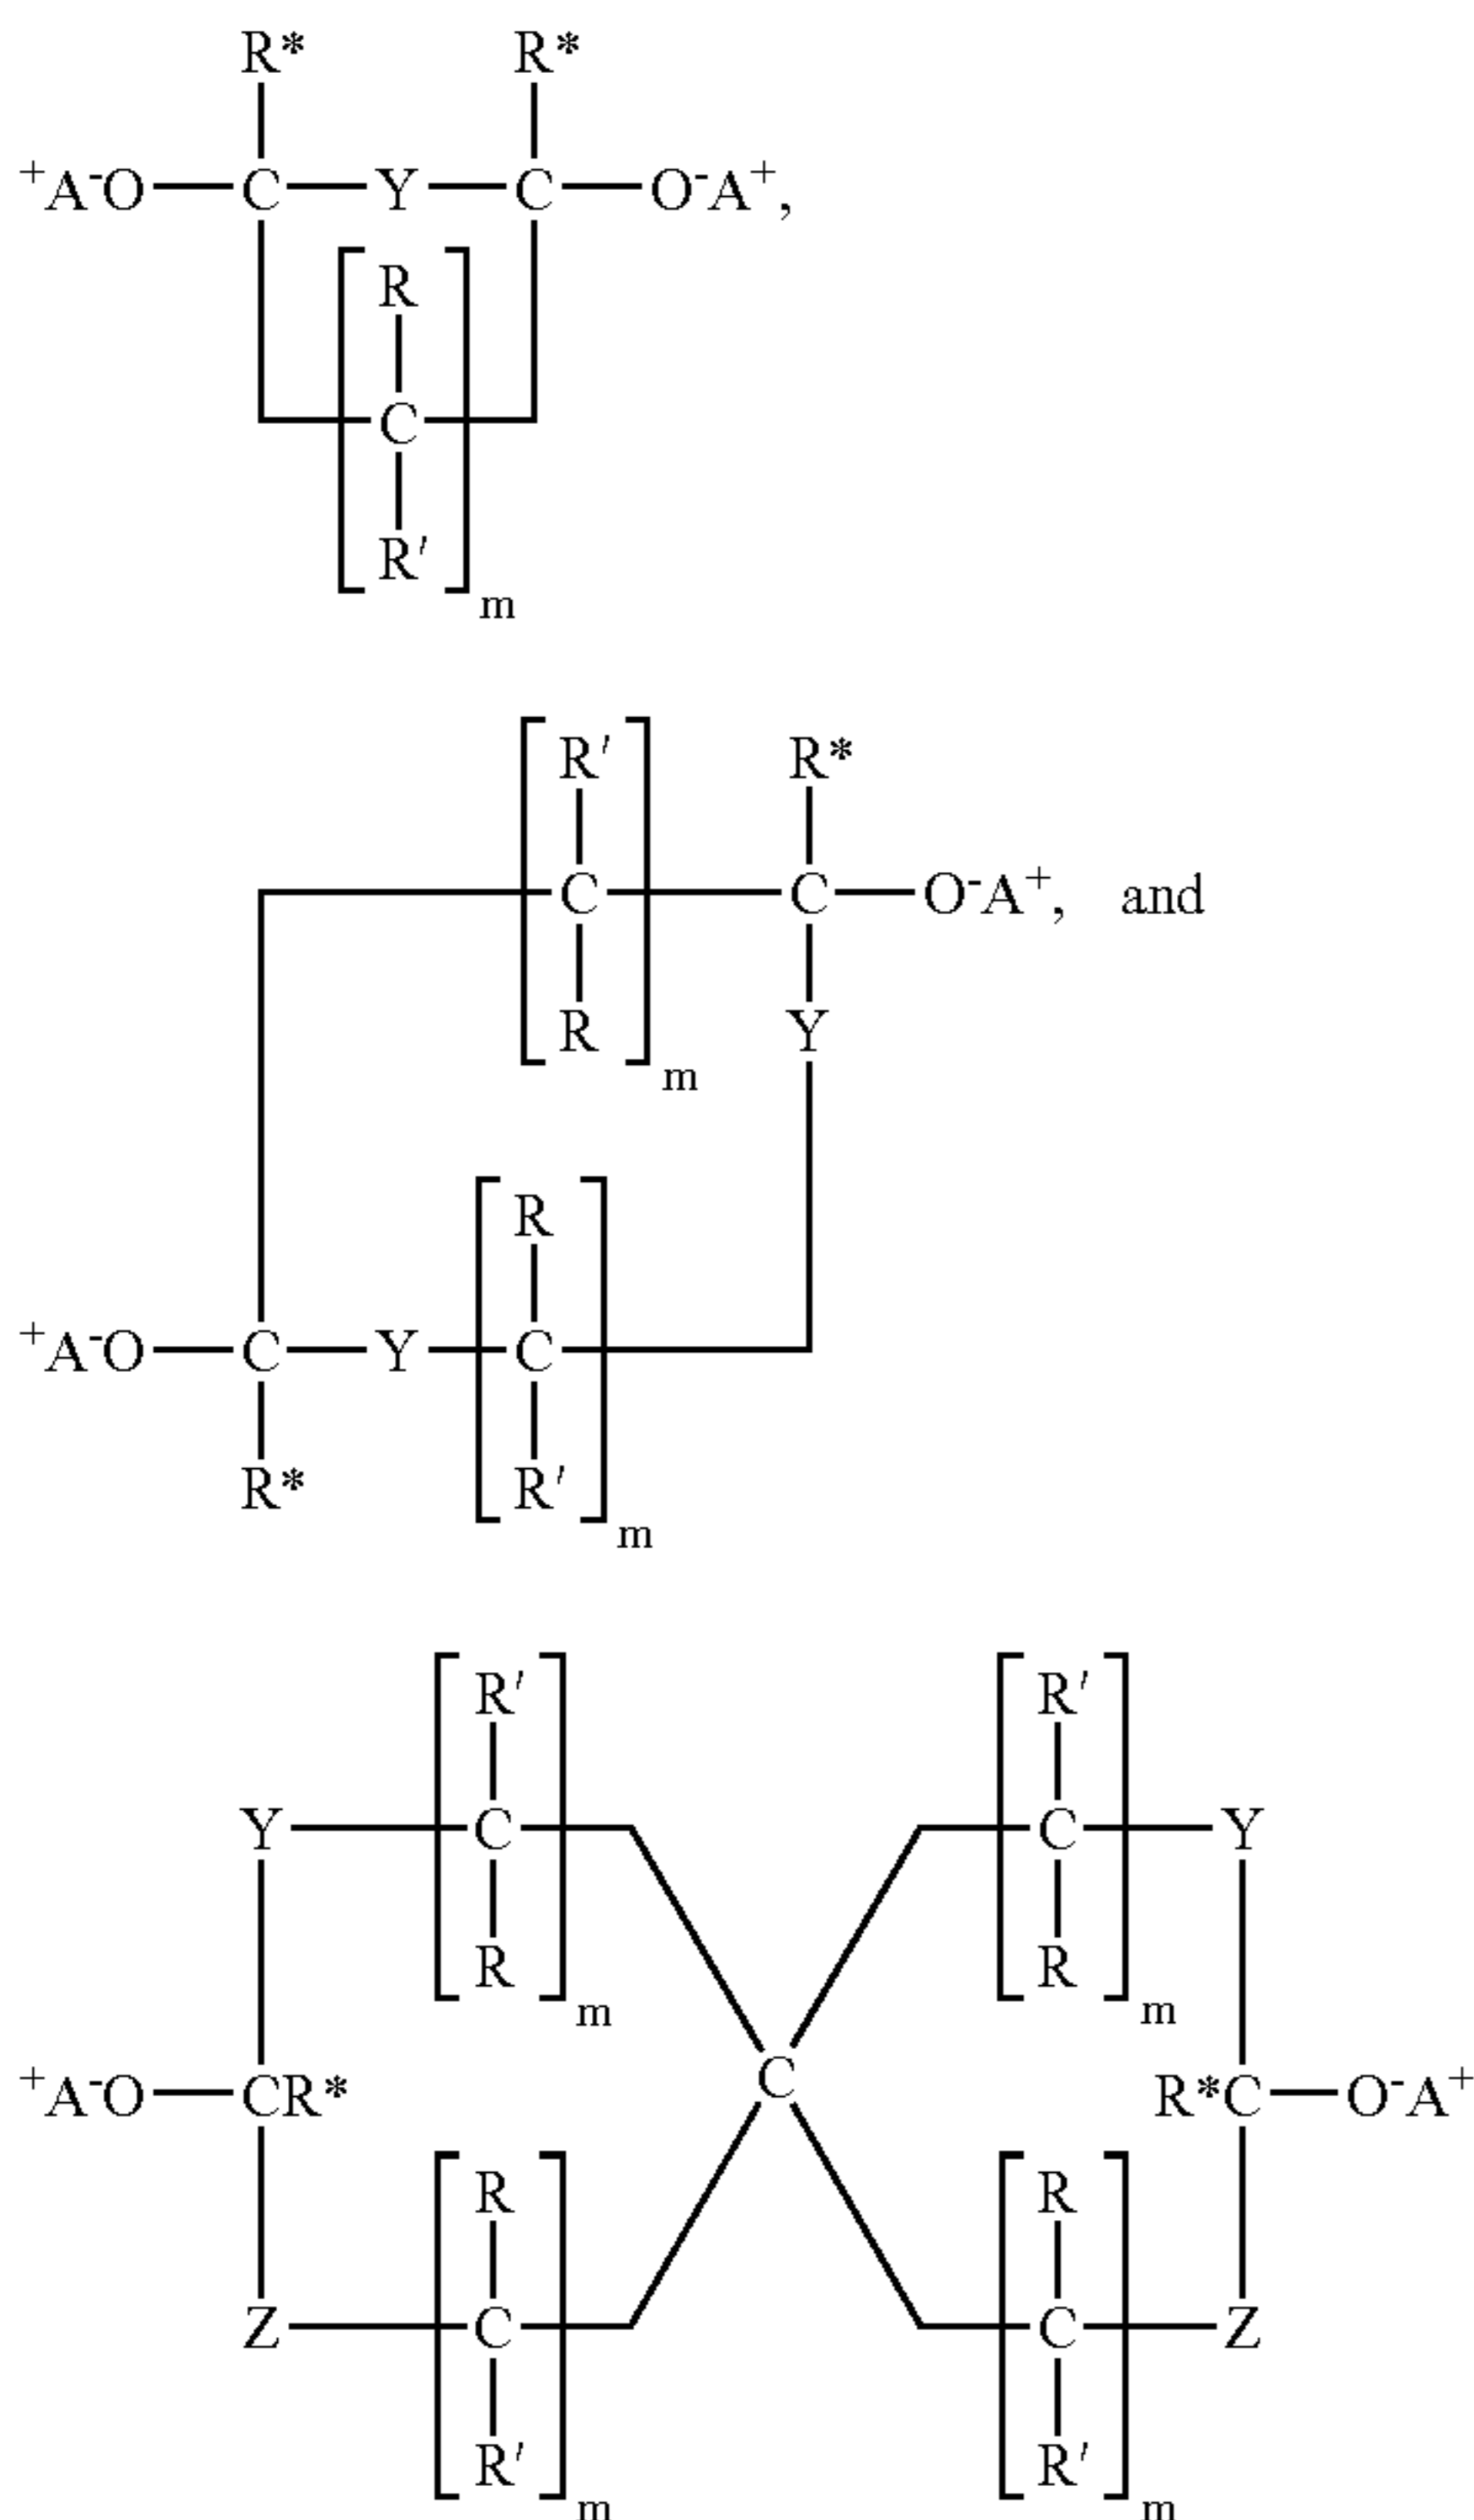 R* R*
⁺A⁻O C Y C O⁻A⁺,
R
C
R'
m
R' R*
C C O⁻A⁺, and
R Y
m
R
⁺A⁻O C Y C
R* R'
m
R' R'
Y C C Y
R R
m m
C
⁺A⁻O CR* R*C O⁻A⁺
R R
Z C C Z
R' R'
m m